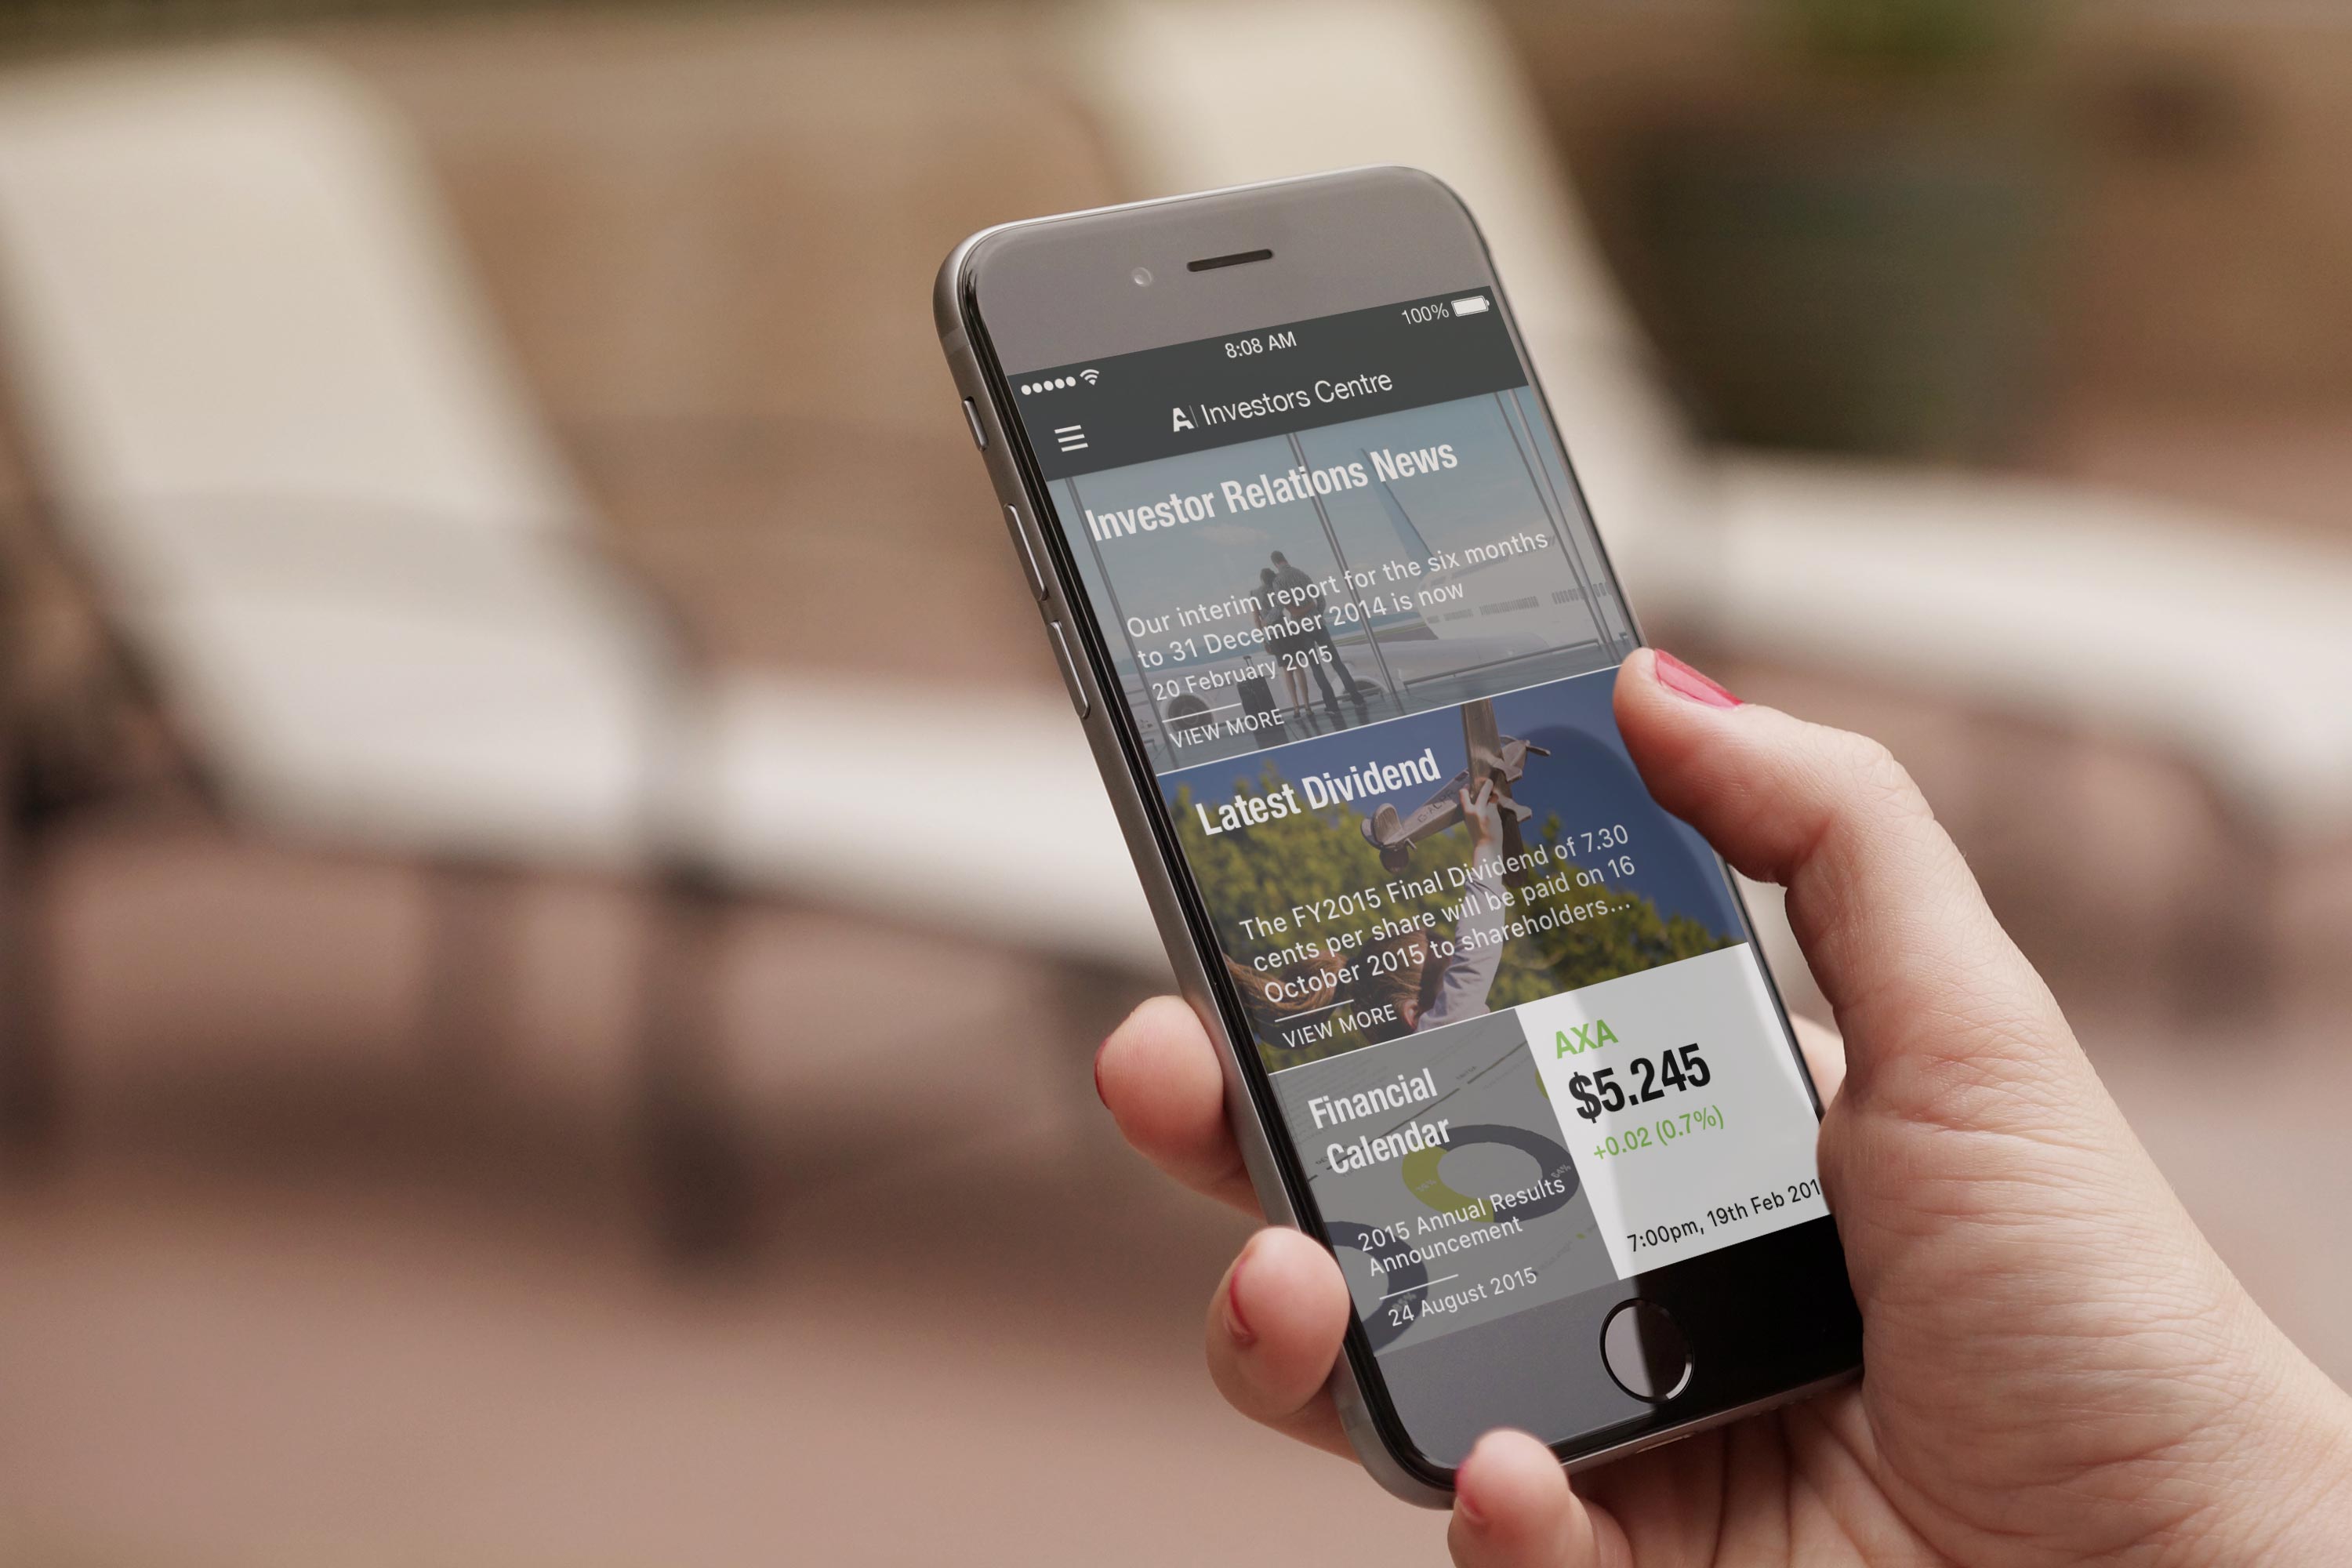 8:08 AM
100%
A Investors Centre
Investor Relations News
Our interim report for the six months
to 31 December 2014 is now
20 February 2015
VIEW MORE
Latest Dividend
The FY2015 Final Dividend of 7.30
cents per share will be paid on 16
October 2015 to shareholders...
VIEW MORE
Financial
Calendar
2015 Annual Results
Announcement
24 August 2015
AXA
$5.245
+0.02 (0.7%)
7:00pm, 19th Feb 201